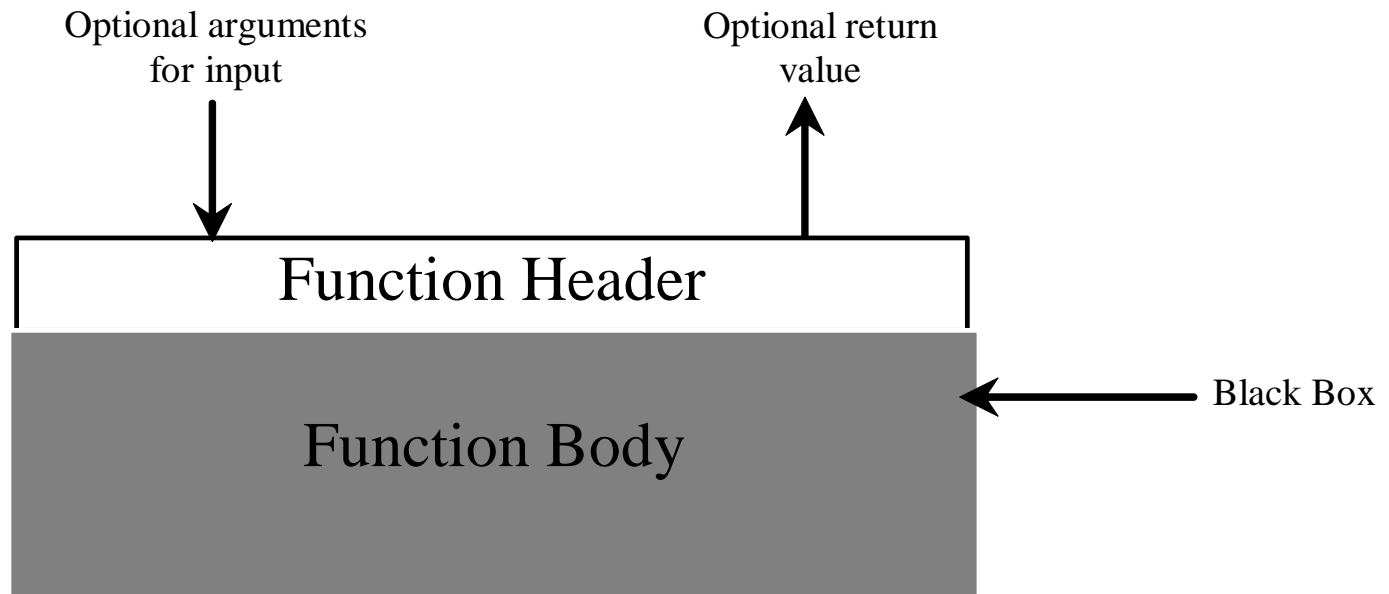 Optional arguments
for input
Optional return
value
Function Header
Function Body
Black Box